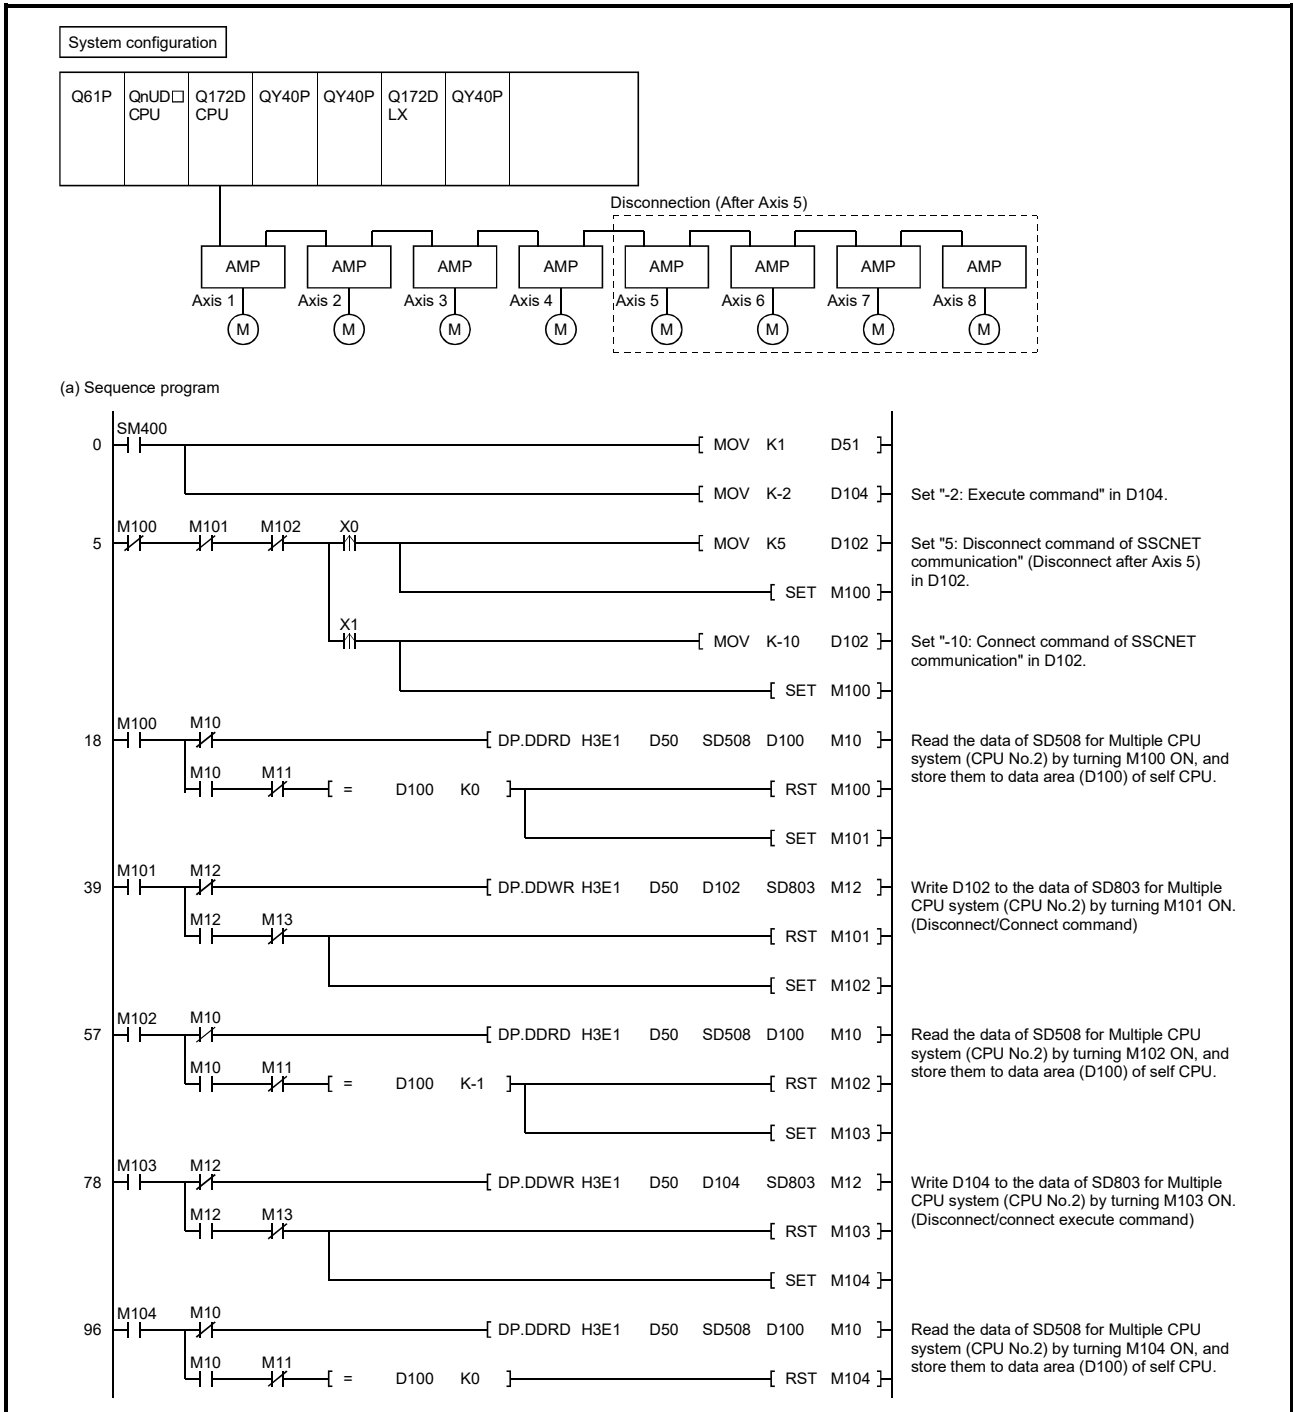 System configuration
Q61P QnUD□ CPU Q172D CPU QY40P QY40P Q172D LX QY40P
Disconnection (After Axis 5)
AMP AMP AMP AMP AMP AMP AMP AMP
Axis 1 Axis 2 Axis 3 Axis 4 Axis 5 Axis 6 Axis 7 Axis 8
M M M M M M M M
(a) Sequence program
SM400
0 [ MOV K1 D51 ]
[ MOV K-2 D104 ] Set "-2: Execute command" in D104.
M100 M101 M102 X0
5 [ MOV K5 D102 ] Set "5: Disconnect command of SSCNET
communication" (Disconnect after Axis 5)
in D102.
[ SET M100 ]
X1
[ MOV K-10 D102 ] Set "-10: Connect command of SSCNET
communication" in D102.
[ SET M100 ]
M100 M10
18 [ DP.DDRD H3E1 D50 SD508 D100 M10 ] Read the data of SD508 for Multiple CPU
system (CPU No.2) by turning M100 ON, and
store them to data area (D100) of self CPU.
M10 M11
[ = D100 K0 ] [ RST M100 ]
[ SET M101 ]
M101 M12
39 [ DP.DDWR H3E1 D50 D102 SD803 M12 ] Write D102 to the data of SD803 for Multiple
CPU system (CPU No.2) by turning M101 ON.
(Disconnect/Connect command)
M12 M13
[ RST M101 ]
[ SET M102 ]
M102 M10
57 [ DP.DDRD H3E1 D50 SD508 D100 M10 ] Read the data of SD508 for Multiple CPU
system (CPU No.2) by turning M102 ON, and
store them to data area (D100) of self CPU.
M10 M11
[ = D100 K-1 ] [ RST M102 ]
[ SET M103 ]
M103 M12
78 [ DP.DDWR H3E1 D50 D104 SD803 M12 ] Write D104 to the data of SD803 for Multiple
CPU system (CPU No.2) by turning M103 ON.
(Disconnect/connect execute command)
M12 M13
[ RST M103 ]
[ SET M104 ]
M104 M10
96 [ DP.DDRD H3E1 D50 SD508 D100 M10 ] Read the data of SD508 for Multiple CPU
system (CPU No.2) by turning M104 ON, and
store them to data area (D100) of self CPU.
M10 M11
[ = D100 K0 ] [ RST M104 ]